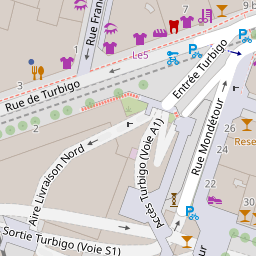 9 b
Rue Fran
Le5
Entrée Turbigo
Rue de Turbigo
2
Aire Livraison Nord
Accès Turbigo (Voie A1)
Rue Mondétour
26
24
30
Rese
22
Sortie Turbigo (Voie S1)